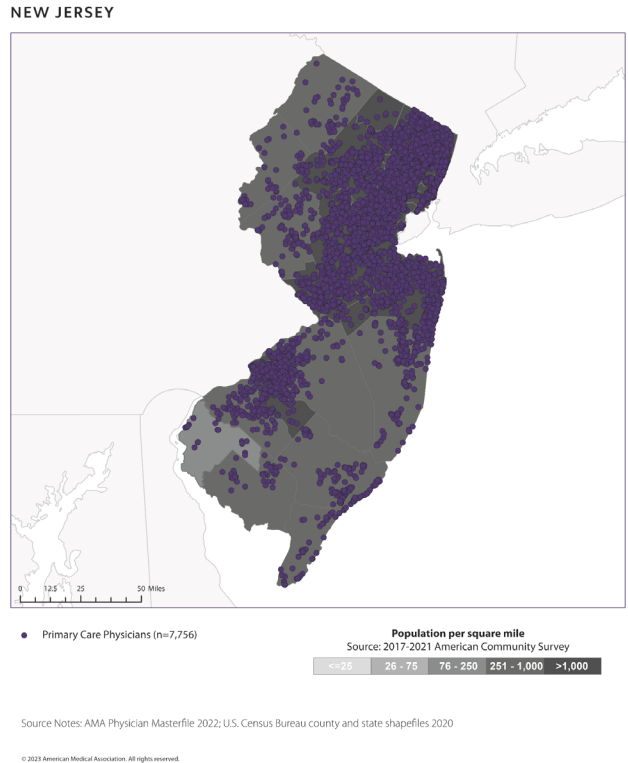 NEW JERSEY
0 12.5 25 50 Miles
Primary Care Physicians (n=7,756)
Population per square mile
Source: 2017-2021 American Community Survey
<=25 26 - 75 76 - 250 251 - 1,000 >1,000
Source Notes: AMA Physician Masterfile 2022; U.S. Census Bureau county and state shapefiles 2020
© 2023 American Medical Association. All rights reserved.